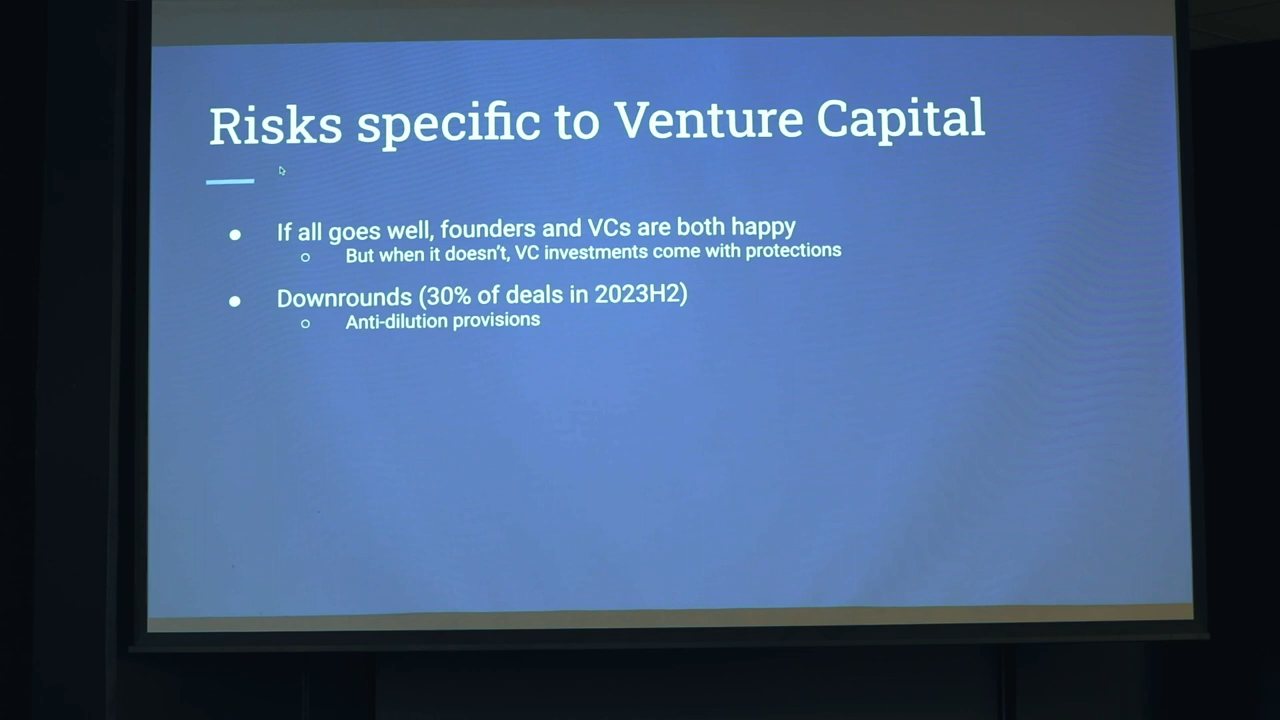 Risks specific to Venture Capital
If all goes well, founders and VCs are both happy
But when it doesn't, VC investments come with protections
Downrounds (30% of deals in 2023H2)
Anti-dilution provisions